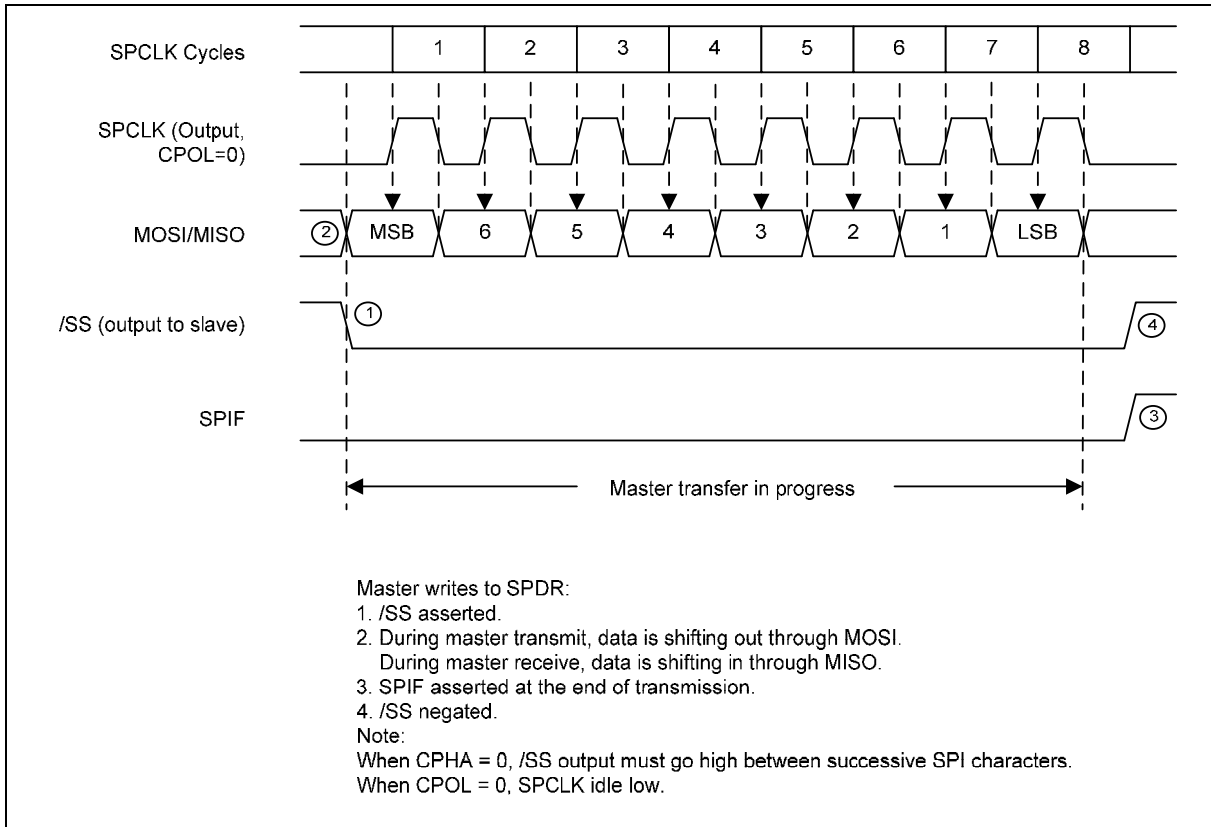 SPCLK Cycles
1 2 3 4 5 6 7 8
SPCLK (Output,
CPOL=0)
MOSI/MISO
2 MSB 6 5 4 3 2 1 LSB
/SS (output to slave)
1
4
SPIF
3
Master transfer in progress
Master writes to SPDR:
1. /SS asserted.
2. During master transmit, data is shifting out through MOSI.
During master receive, data is shifting in through MISO.
3. SPIF asserted at the end of transmission.
4. /SS negated.
Note:
When CPHA = 0, /SS output must go high between successive SPI characters.
When CPOL = 0, SPCLK idle low.